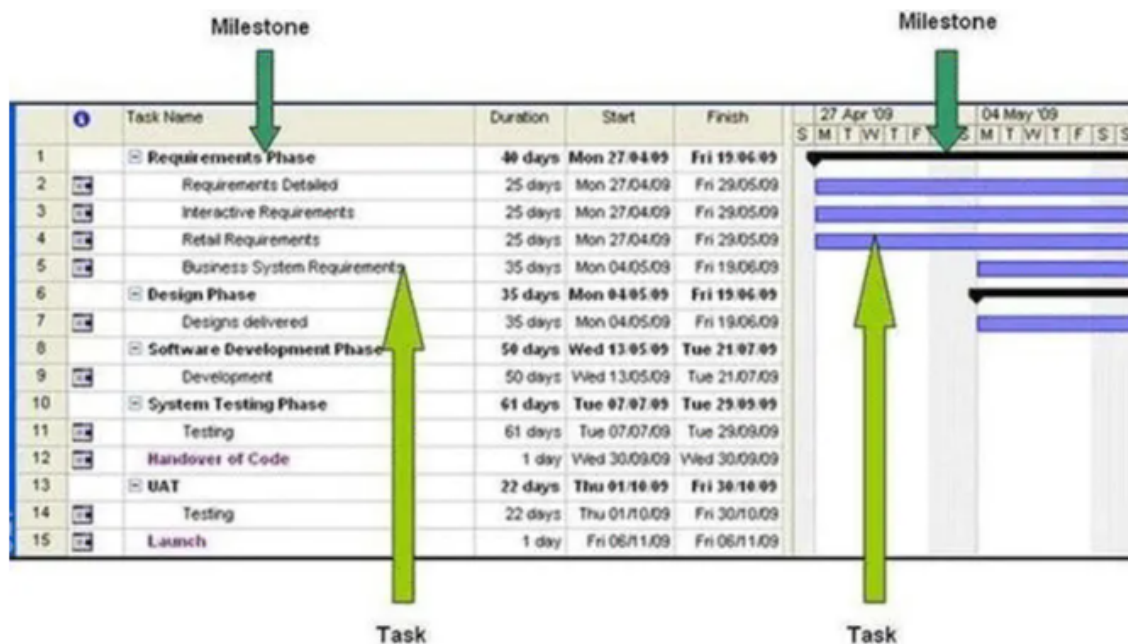 Milestone Milestone
Task Name Duration Start Finish 27 Apr '09 04 May '09
S M T W T F S M T W T F S S
1 Requirements Phase 40 days Mon 27/04/09 Fri 19/06/09
2 Requirements Detailed 25 days Mon 27/04/09 Fri 29/05/09
3 Interactive Requirements 25 days Mon 27/04/09 Fri 29/05/09
4 Retail Requirements 25 days Mon 27/04/09 Fri 29/05/09
5 Business System Requirements 35 days Mon 04/05/09 Fri 19/06/09
6 Design Phase 35 days Mon 04/05/09 Fri 19/06/09
7 Designs delivered 35 days Mon 04/05/09 Fri 19/06/09
8 Software Development Phase 50 days Wed 13/05/09 Tue 21/07/09
9 Development 50 days Wed 13/05/09 Tue 21/07/09
10 System Testing Phase 61 days Tue 07/07/09 Tue 29/09/09
11 Testing 61 days Tue 07/07/09 Tue 29/09/09
12 Handover of Code 1 day Wed 30/09/09 Wed 30/09/09
13 UAT 22 days Thu 01/10/09 Fri 30/10/09
14 Testing 22 days Thu 01/10/09 Fri 30/10/09
15 Launch 1 day Fri 06/11/09 Fri 06/11/09
Task Task